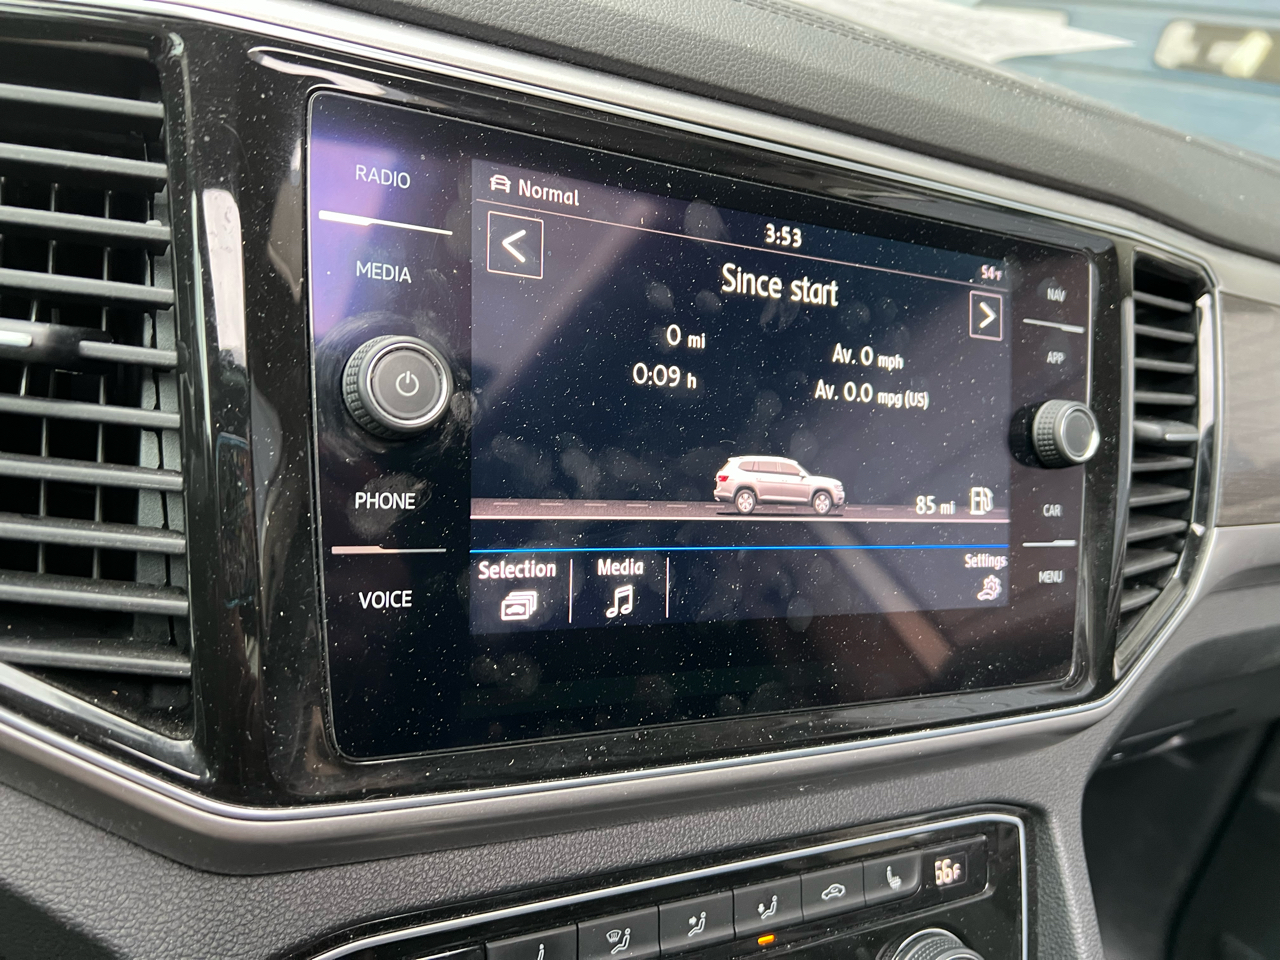 RADIO
MEDIA
PHONE
VOICE
Normal
3:53
54°F
Since start
0 mi
0:09 h
Av. 0 mph
Av. 0.0 mpg (US)
85 mi
Selection
Media
Settings
NAV
APP
CAR
MENU
66°F